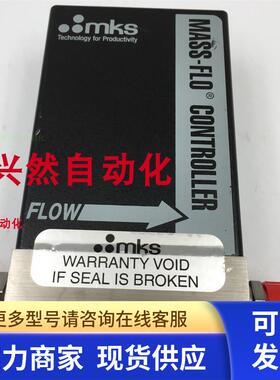 mks
Technology for Productivity
MASS-FLO® CONTROLLER
兴然自动化
FLOW
mks
WARRANTY VOID
IF SEAL IS BROKEN
更多型号请咨询在线客服
力商家 现货供应